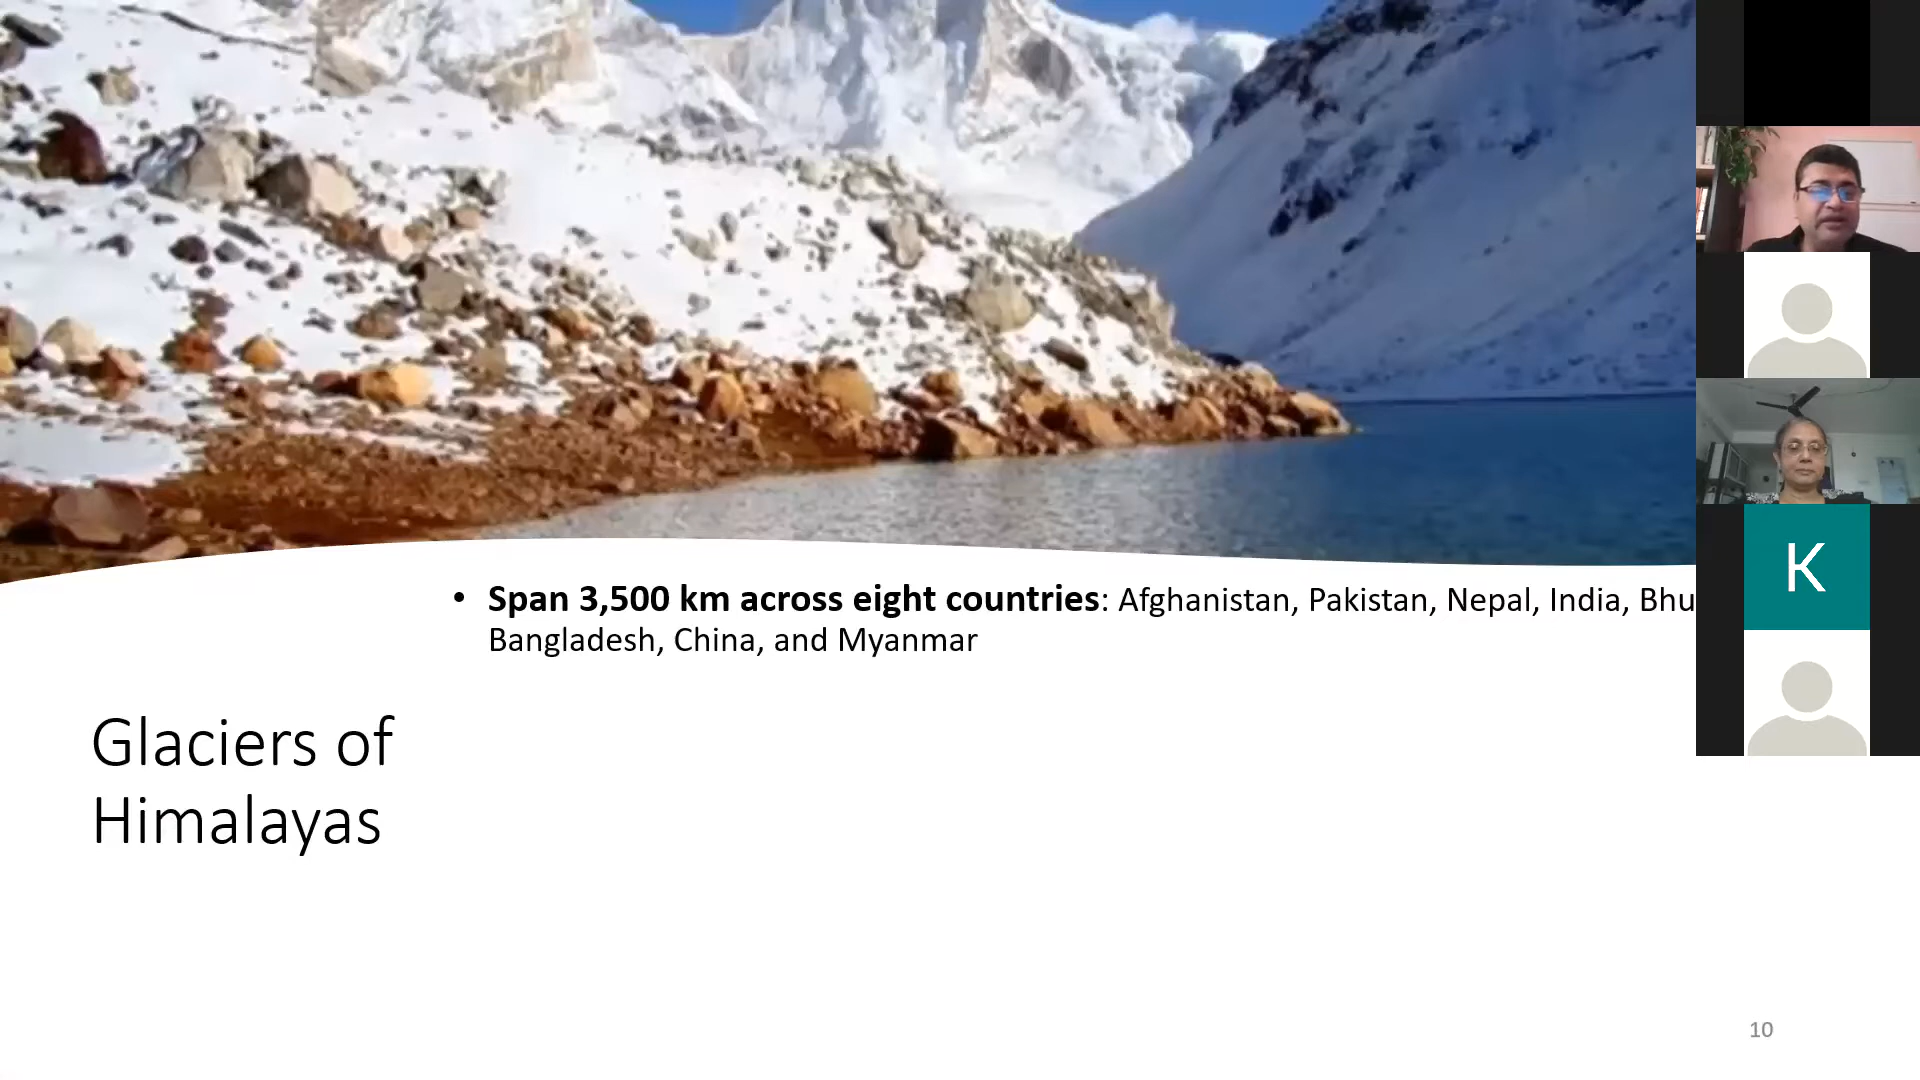 • Span 3,500 km across eight countries: Afghanistan, Pakistan, Nepal, India, Bhu
Bangladesh, China, and Myanmar
Glaciers of
Himalayas
K
10